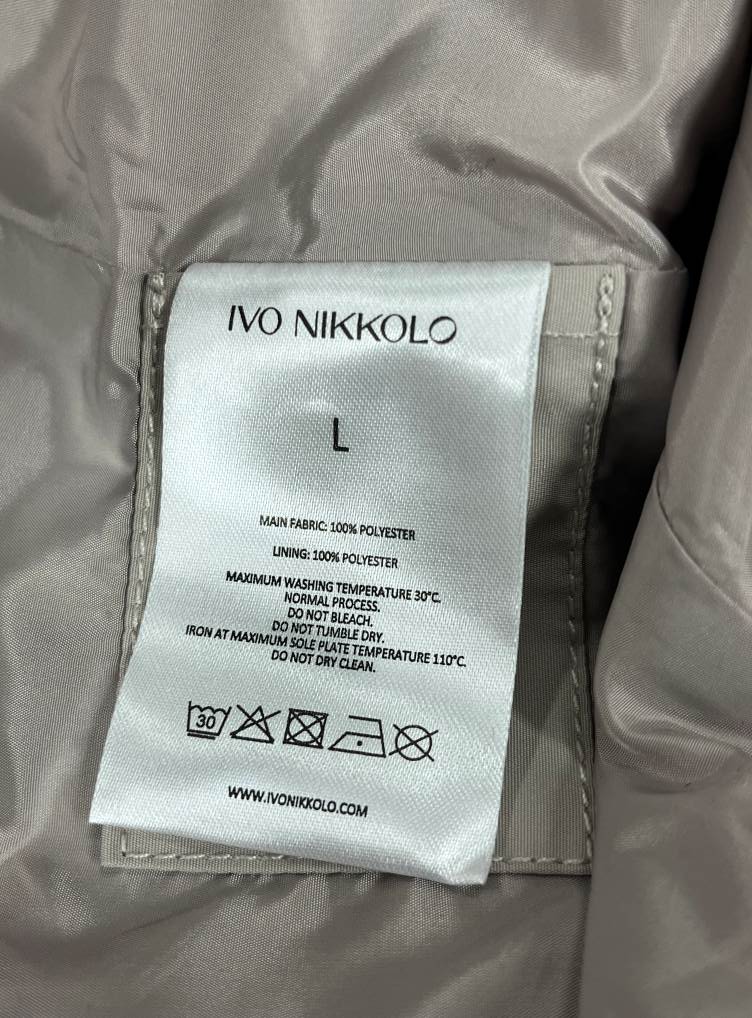 IVO NIKKOLO
L
MAIN FABRIC: 100% POLYESTER
LINING: 100% POLYESTER
MAXIMUM WASHING TEMPERATURE 30°C.
NORMAL PROCESS.
DO NOT BLEACH.
DO NOT TUMBLE DRY.
IRON AT MAXIMUM SOLE PLATE TEMPERATURE 110°C.
DO NOT DRY CLEAN.
30
WWW.IVONIKKOLO.COM